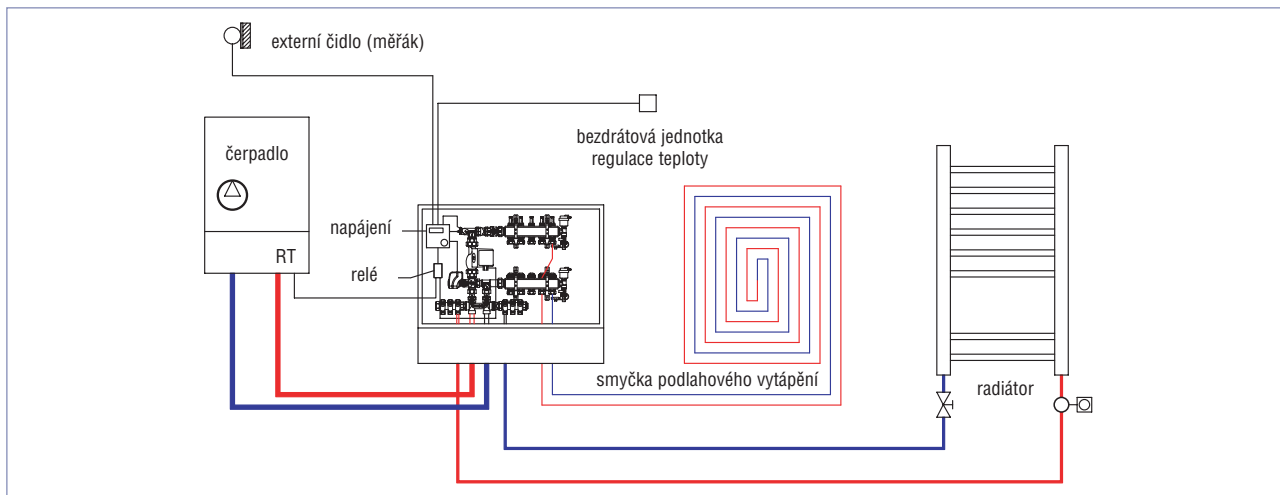 externí čidlo (měřák)
bezdrátová jednotka
regulace teploty
čerpadlo
napájení
RT
relé
smyčka podlahového vytápění
radiátor